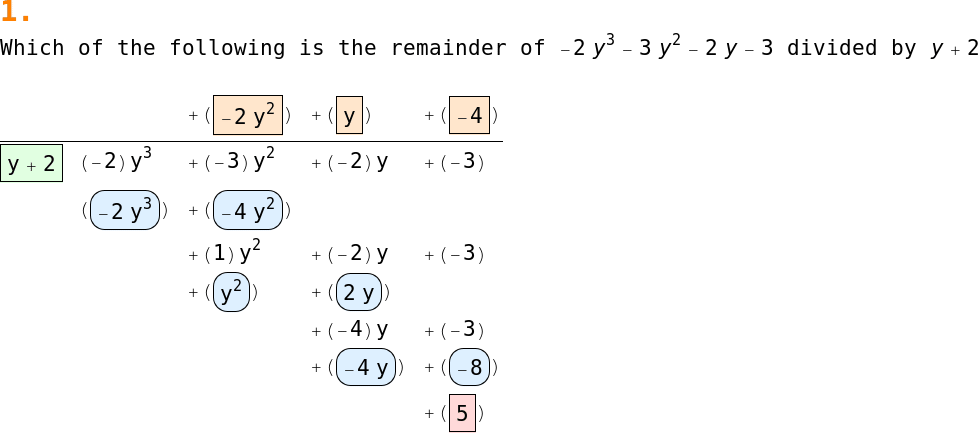 1.
Which of the following is the remainder of −2 y³ − 3 y² − 2 y − 3 divided by y + 2
+ ( −2 y² ) + ( y ) + ( −4 )
y + 2 (−2) y³ + (−3) y² + (−2) y + (−3)
( −2 y³ ) + ( −4 y² )
+ (1) y² + (−2) y + (−3)
+ ( y² ) + ( 2 y )
+ (−4) y + (−3)
+ ( −4 y ) + ( −8 )
+ ( 5 )